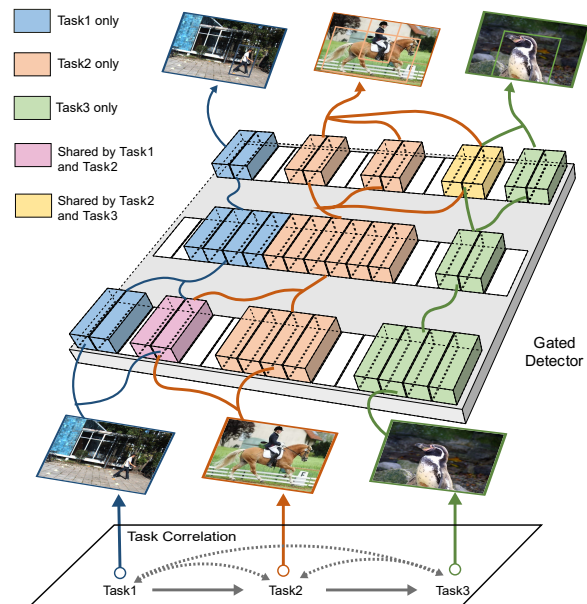 Task1 only
Task2 only
Task3 only
Shared by Task1
and Task2
Shared by Task2
and Task3
Gated
Detector
Task Correlation
Task1
Task2
Task3